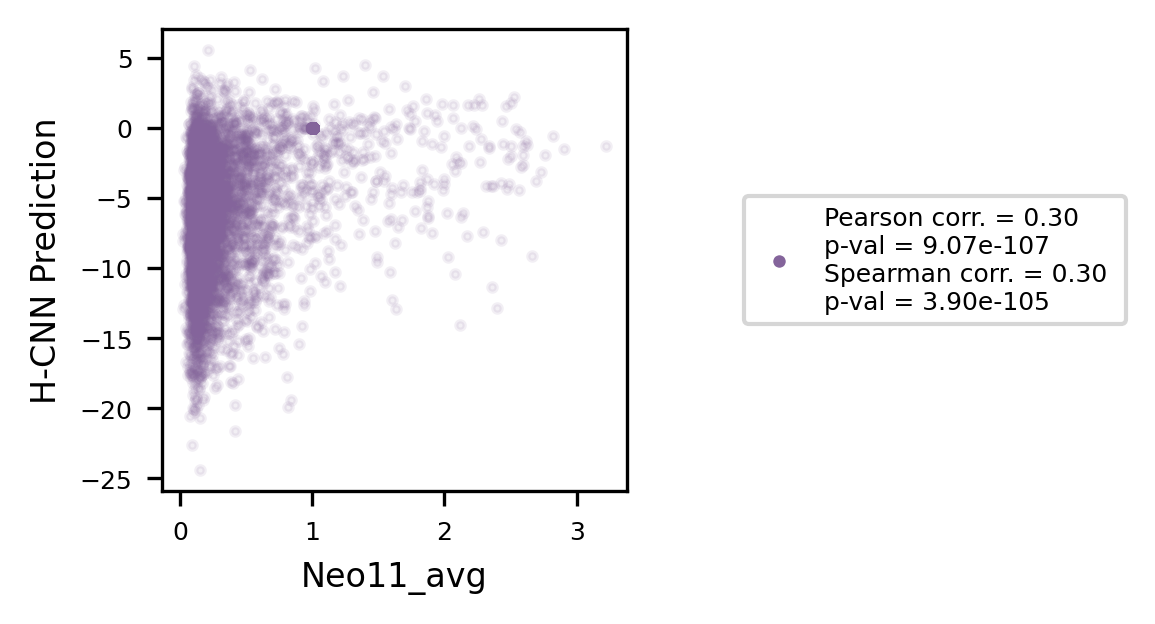 5
0
−5
−10
−15
−20
−25
H-CNN Prediction
0 1 2 3
Neo11_avg
Pearson corr. = 0.30
p-val = 9.07e-107
Spearman corr. = 0.30
p-val = 3.90e-105